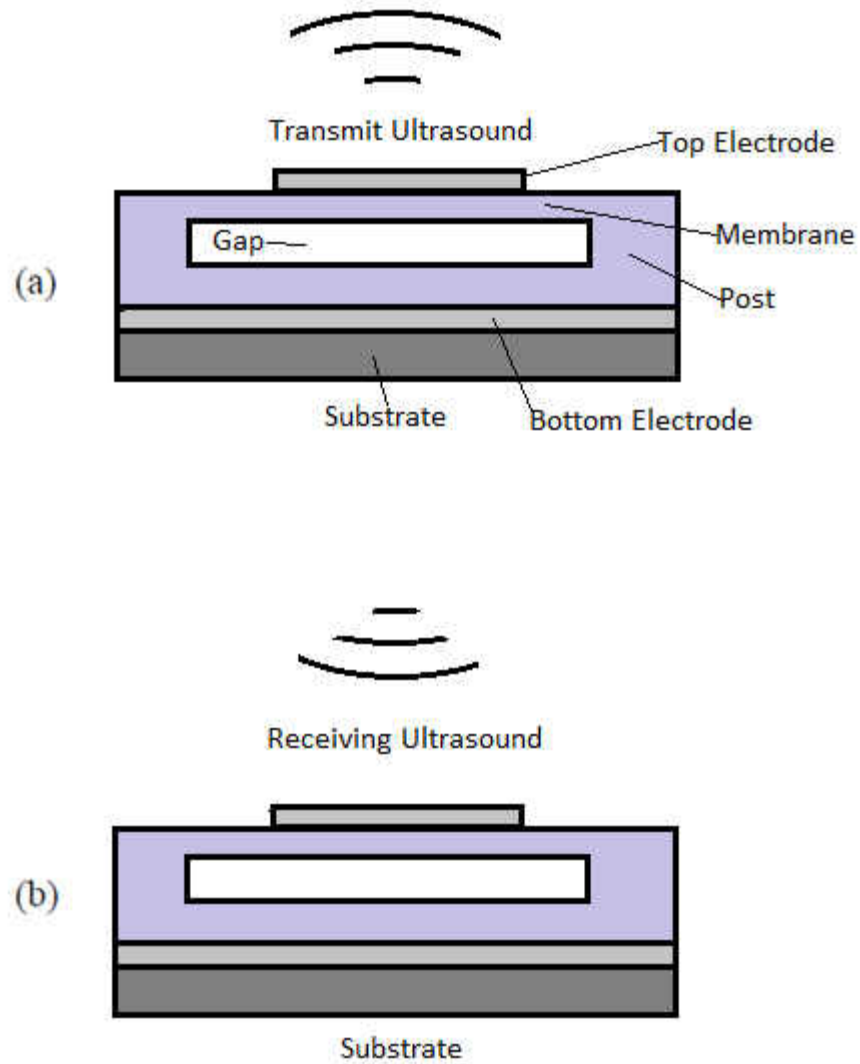 Transmit Ultrasound
Top Electrode
Gap
Membrane
(a)
Post
Substrate
Bottom Electrode
Receiving Ultrasound
(b)
Substrate